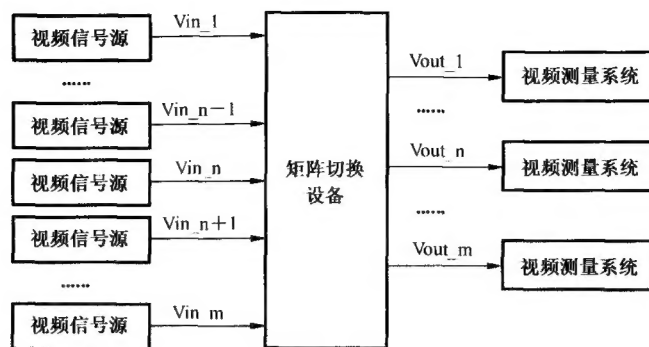 视频信号源
Vin_1
……
视频信号源
Vin_n-1
视频信号源
Vin_n
视频信号源
Vin_n+1
……
视频信号源
Vin_m
矩阵切换
设备
Vout_1
视频测量系统
……
Vout_n
视频测量系统
……
Vout_m
视频测量系统